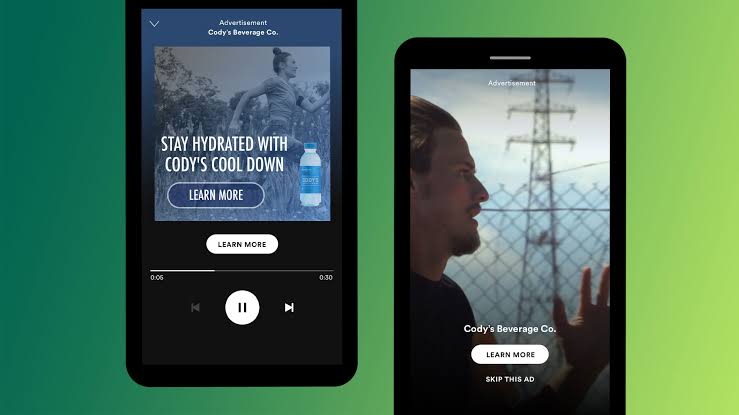 Advertisement
Cody's Beverage Co.
STAY HYDRATED WITH
CODY'S COOL DOWN
CODY'S
LEARN MORE
LEARN MORE
0:05
0:30
Advertisement
Cody's Beverage Co.
LEARN MORE
SKIP THIS AD